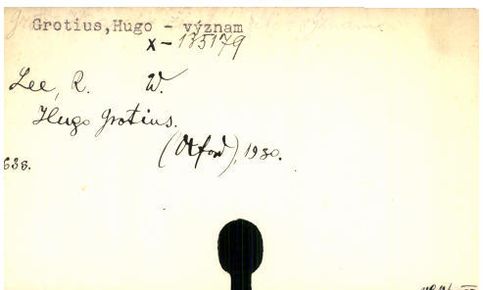 Grotius,Hugo - význam
x - 135179
Lee, R. W.
Hugo Grotius.
(Oxford), 1930.
638.